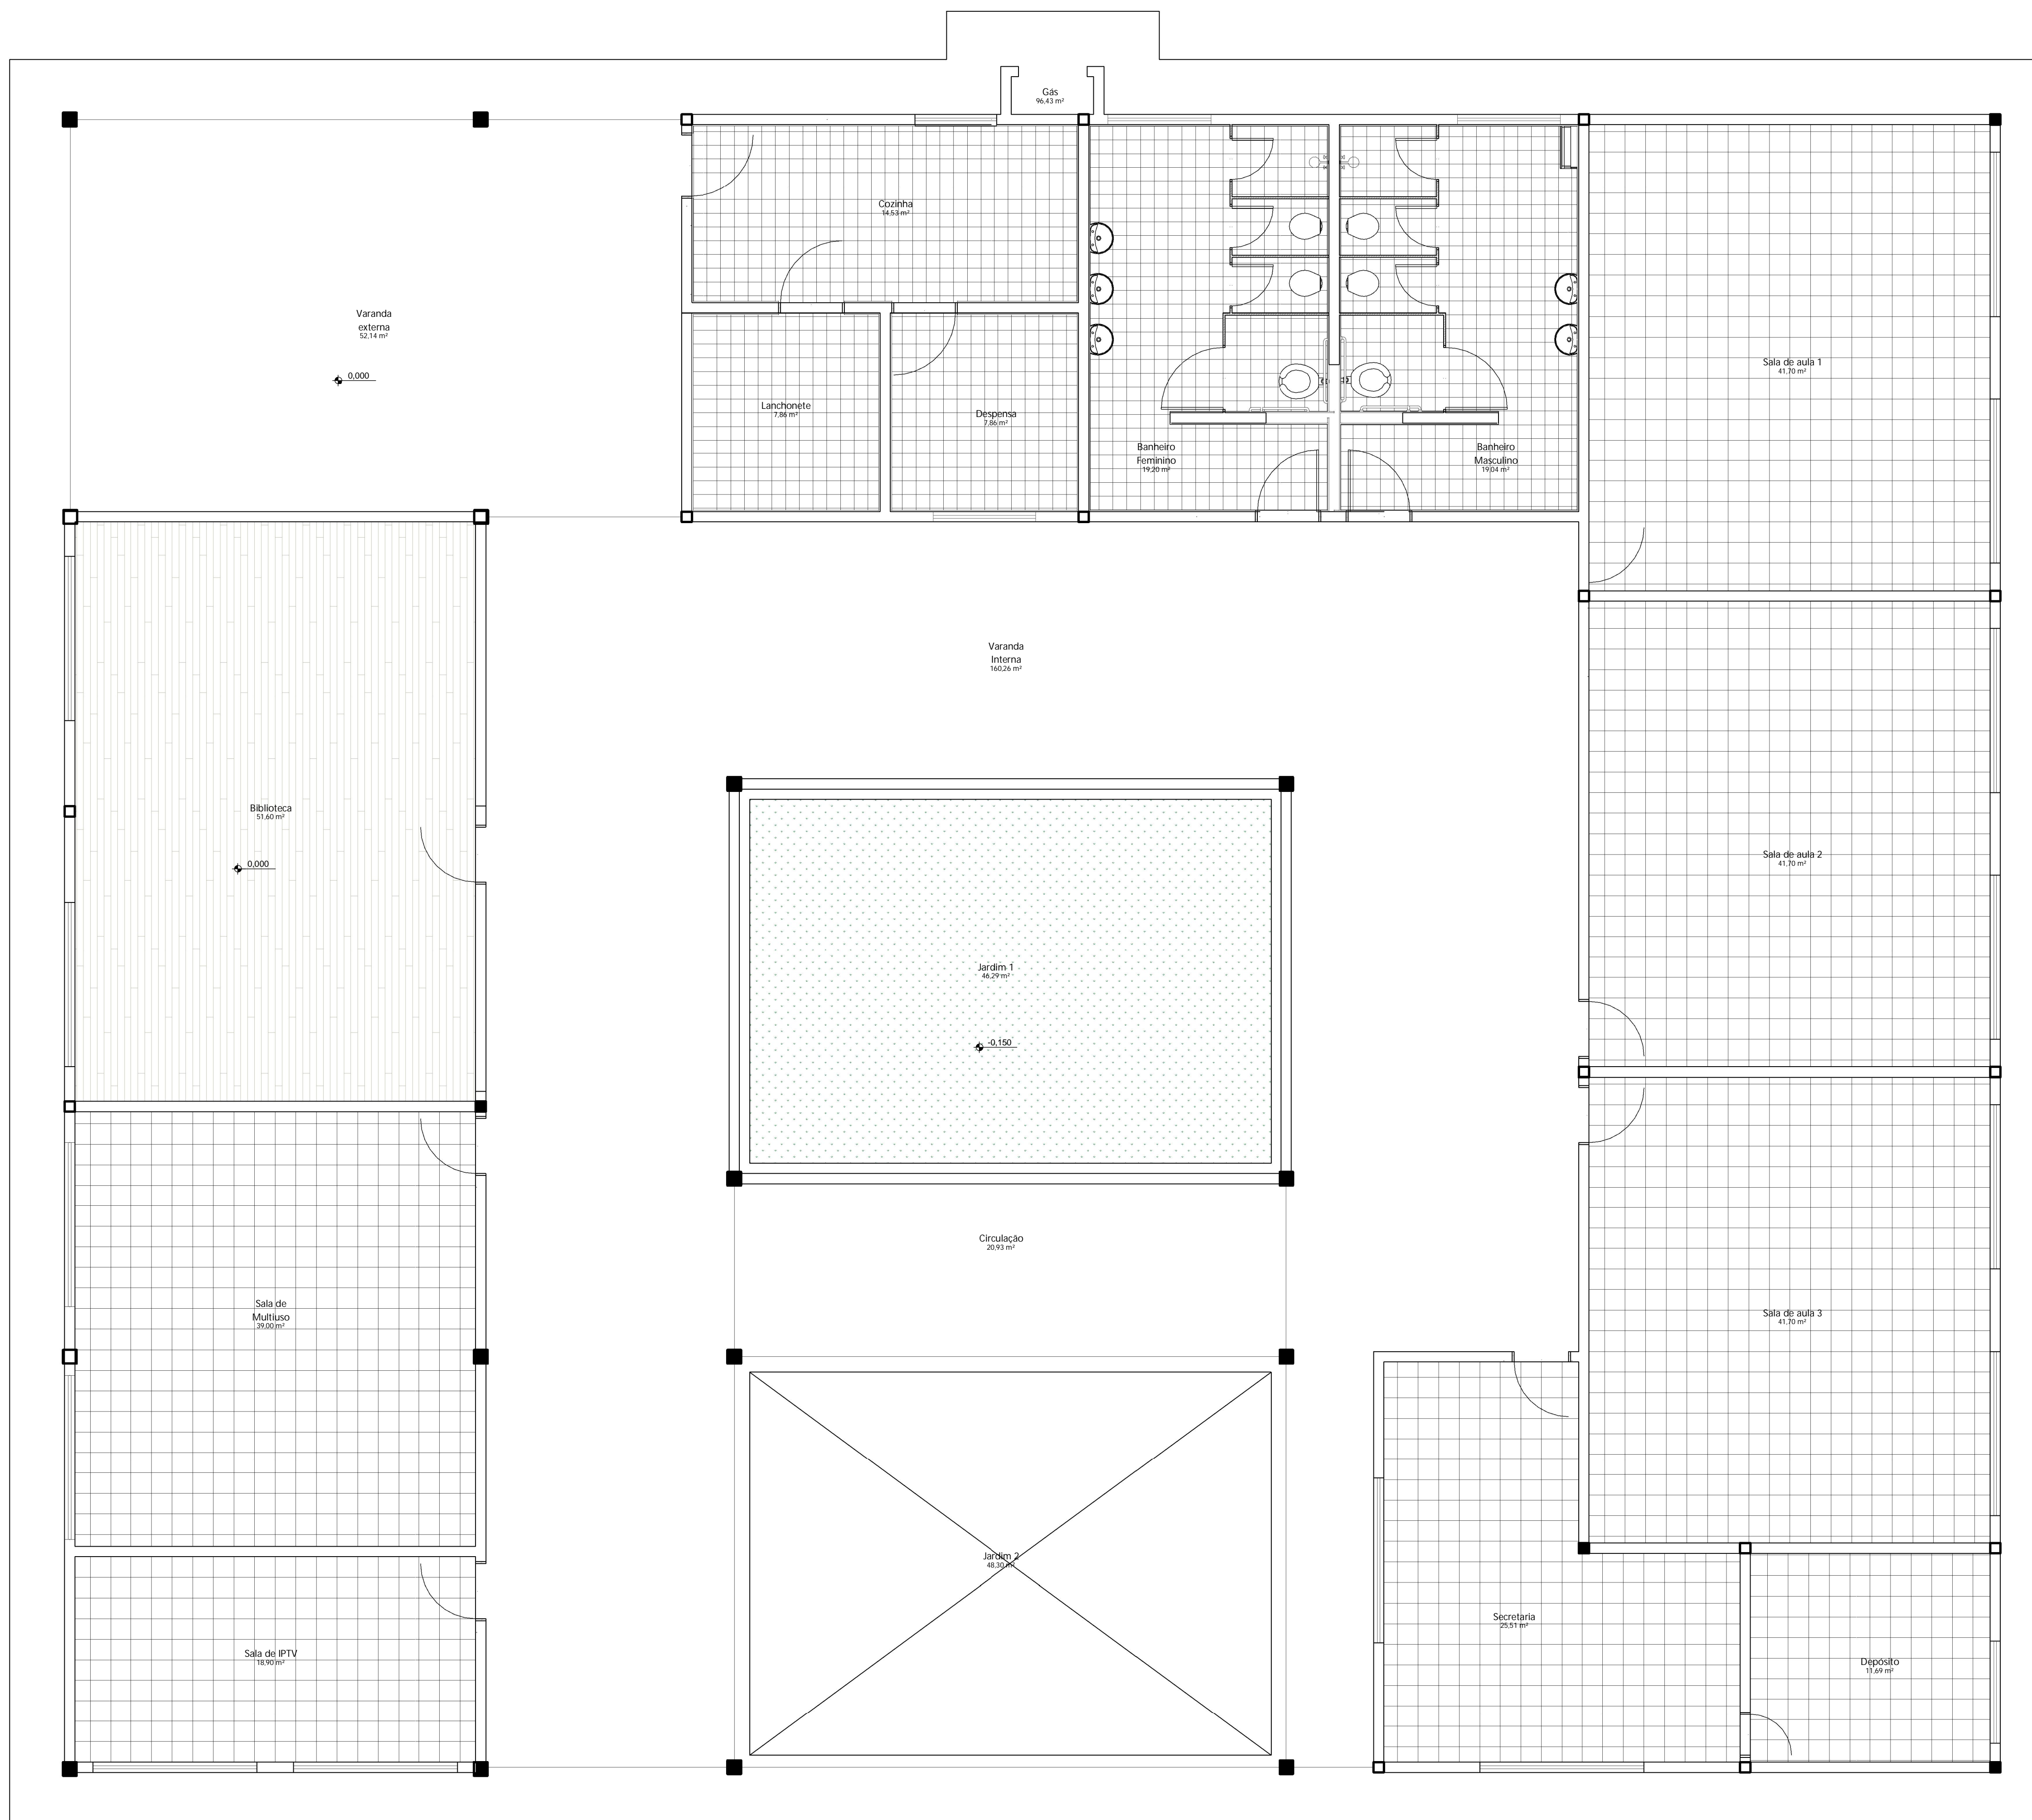 Gás
96,43 m²
Cozinha
14,53 m²
Varanda
externa
52,14 m²
0,000
Lanchonete
7,86 m²
Despensa
7,86 m²
Banheiro
Feminino
19,20 m²
Banheiro
Masculino
19,04 m²
Sala de aula 1
41,70 m²
Varanda
Interna
160,26 m²
Biblioteca
51,60 m²
0,000
Sala de aula 2
41,70 m²
Jardim 1
46,29 m²
-0,150
Circulação
20,93 m²
Sala de
Multiuso
39,00 m²
Sala de aula 3
41,70 m²
Jardim 2
48,30 m²
Secretaria
25,51 m²
Sala de IPTV
18,90 m²
Depósito
11,69 m²